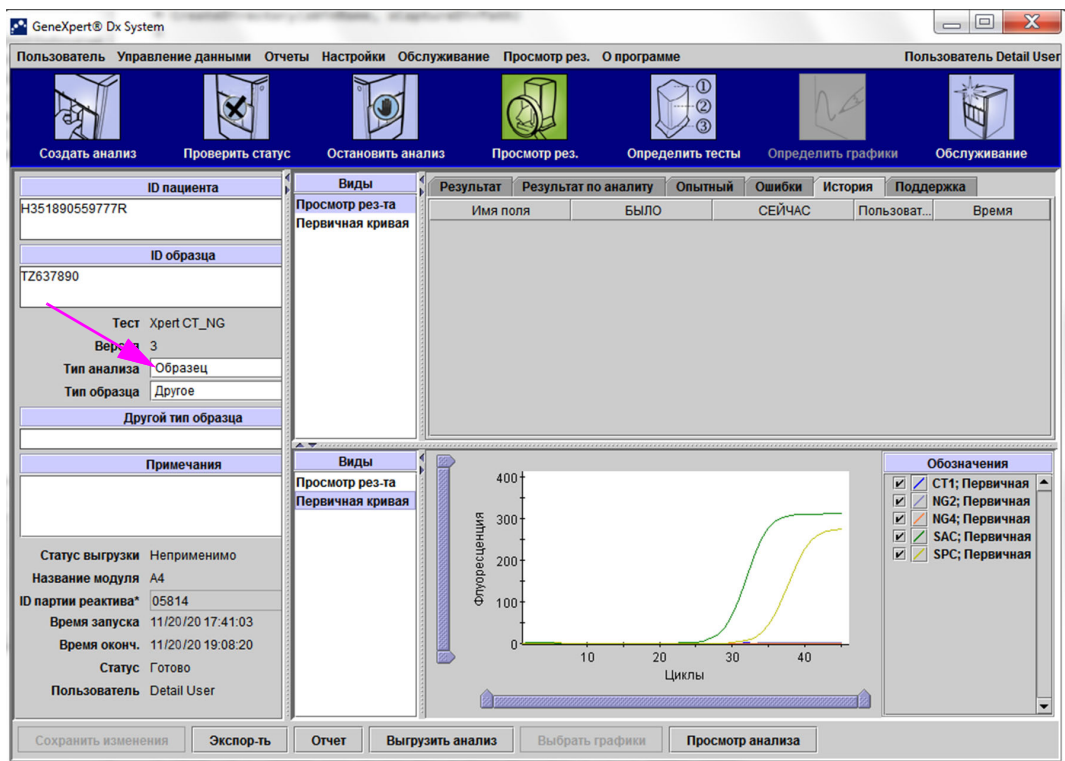 GeneXpert® Dx System
Пользователь Управление данными Отчеты Настройки Обслуживание Просмотр рез. О программе Пользователь Detail User
Создать анализ Проверить статус Остановить анализ Просмотр рез. Определить тесты Определить графики Обслуживание
ID пациента
H351890559777R
ID образца
TZ637890
Тест Xpert CT_NG
Версия 3
Тип анализа Образец
Тип образца Другое
Другой тип образца
Примечания
Статус выгрузки Неприменимо
Название модуля A4
ID партии реактива* 05814
Время запуска 11/20/20 17:41:03
Время оконч. 11/20/20 19:08:20
Статус Готово
Пользователь Detail User
Виды
Просмотр рез-та
Первичная кривая
Результат Результат по аналиту Опытный Ошибки История Поддержка
Имя поля БЫЛО СЕЙЧАС Пользоват... Время
Виды
Просмотр рез-та
Первичная кривая
Флуоресценция
400
300
200
100
0
10 20 30 40
Циклы
Обозначения
CT1; Первичная
NG2; Первичная
NG4; Первичная
SAC; Первичная
SPC; Первичная
Сохранить изменения Экспор-ть Отчет Выгрузить анализ Выбрать графики Просмотр анализа